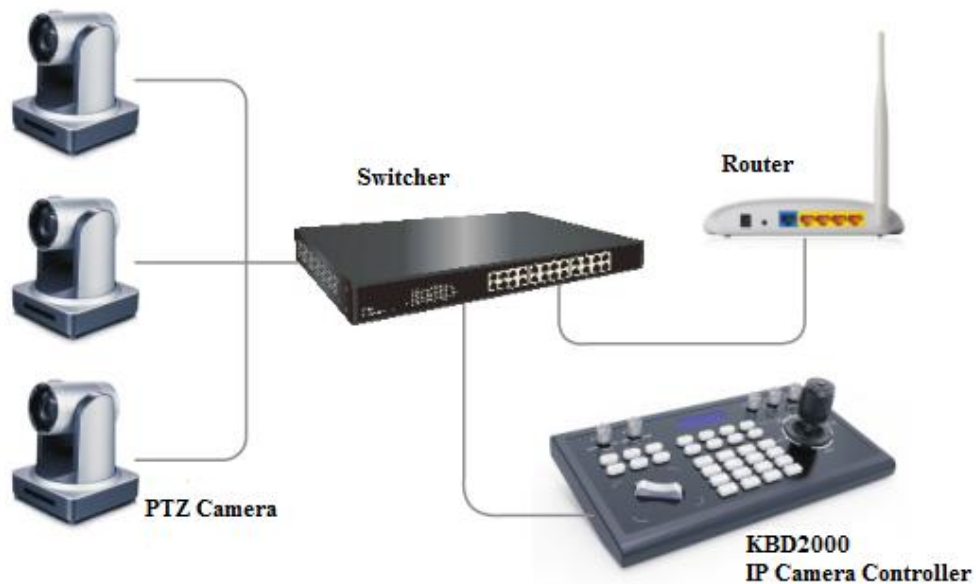 Switcher
Router
PTZ Camera
KBD2000
IP Camera Controller